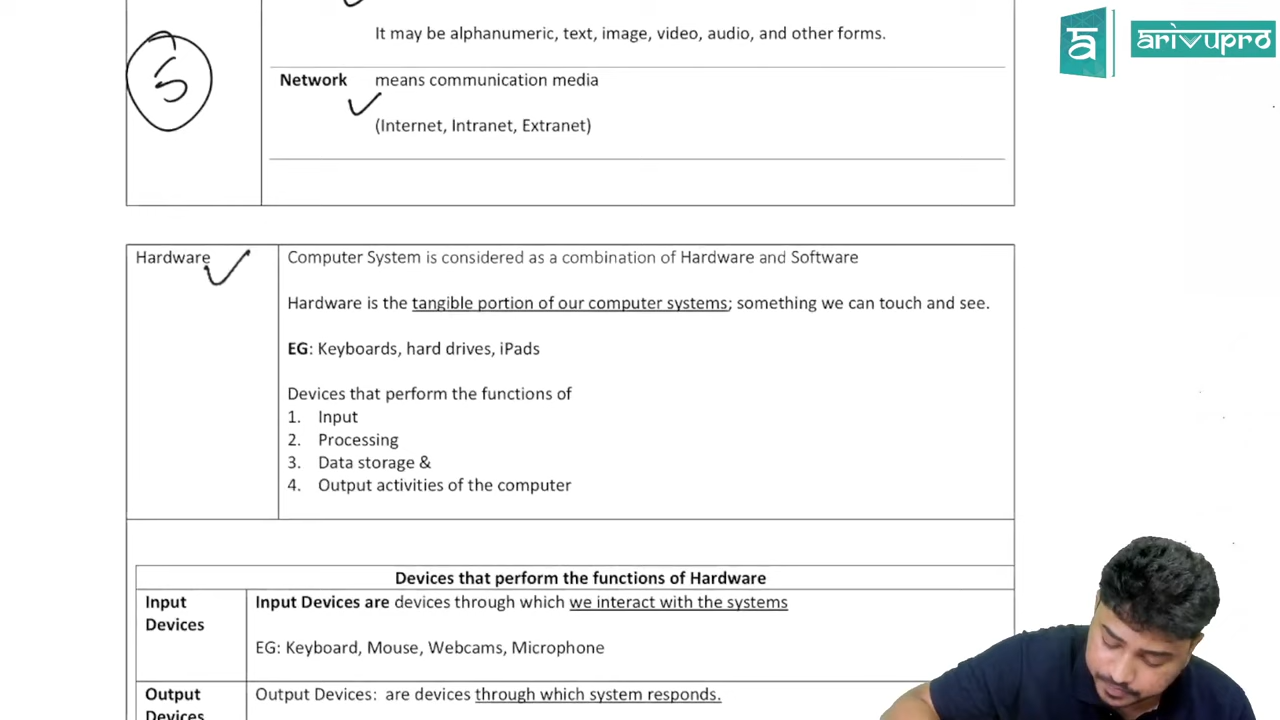 It may be alphanumeric, text, image, video, audio, and other forms.
arivupro
Network means communication media
5
(Internet, Intranet, Extranet)
Hardware
Computer System is considered as a combination of Hardware and Software
Hardware is the tangible portion of our computer systems; something we can touch and see.
EG: Keyboards, hard drives, iPads
Devices that perform the functions of
1. Input
2. Processing
3. Data storage &
4. Output activities of the computer
Devices that perform the functions of Hardware
Input
Devices
Input Devices are devices through which we interact with the systems
EG: Keyboard, Mouse, Webcams, Microphone
Output
Devices
Output Devices: are devices through which system responds.